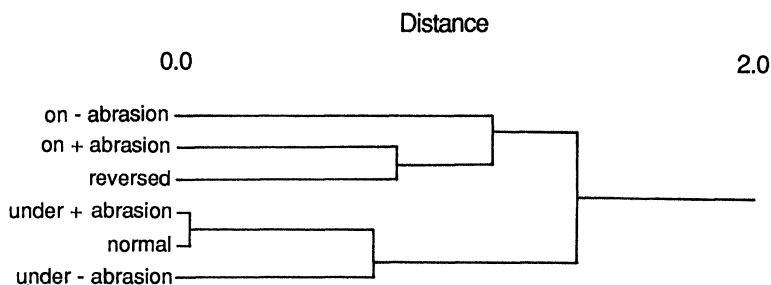 Distance
0.0 2.0
on - abrasion
on + abrasion
reversed
under + abrasion
normal
under - abrasion